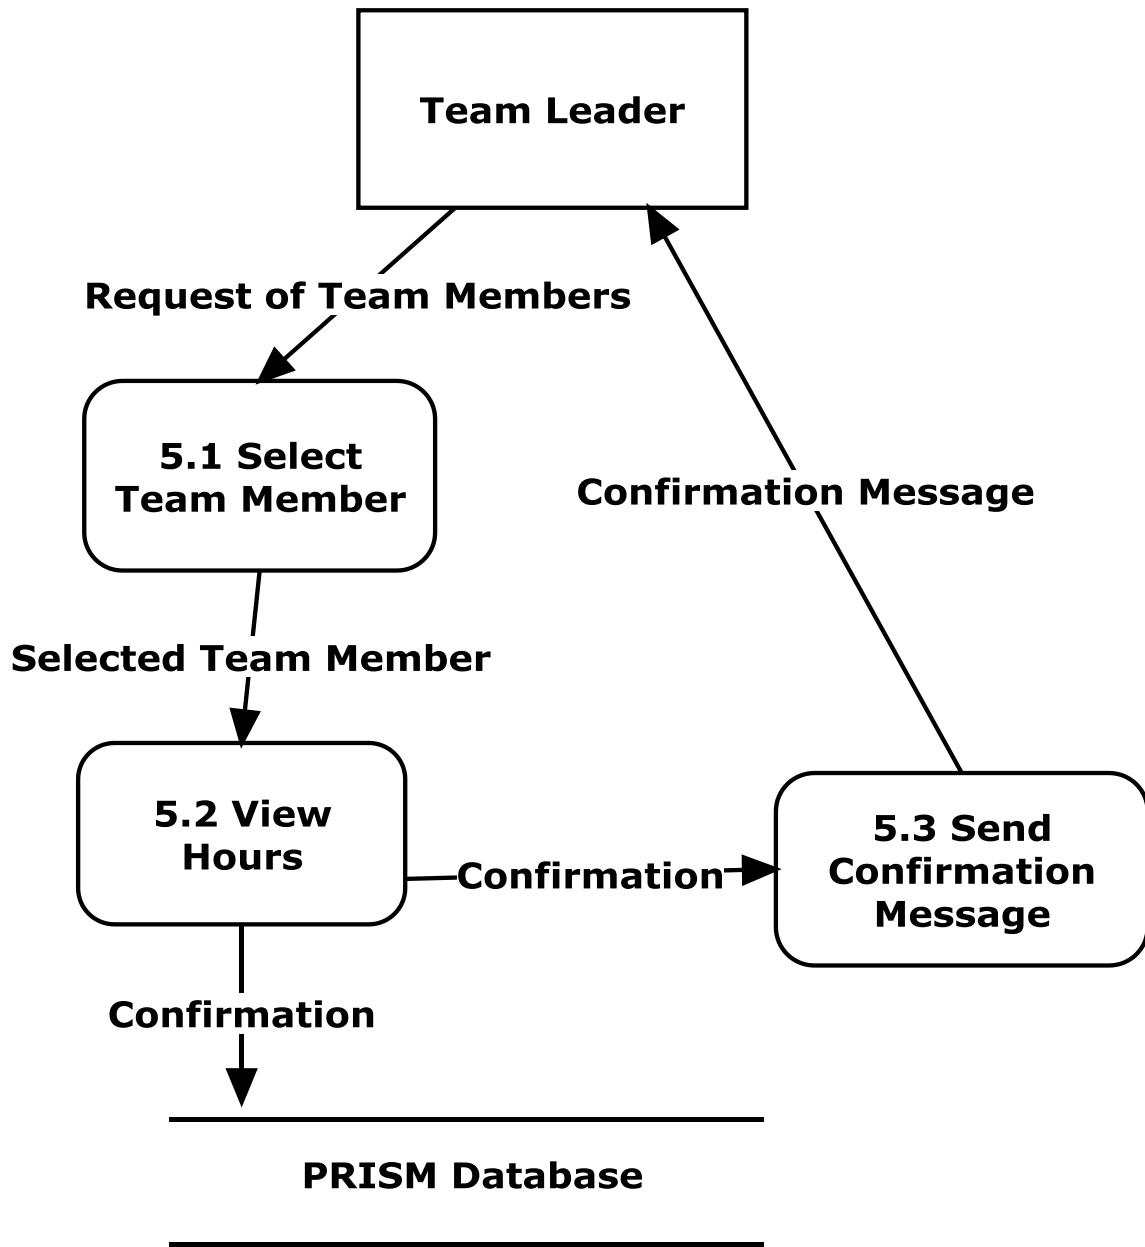 Team Leader
Request of Team Members
5.1 Select
Team Member
Confirmation Message
Selected Team Member
5.2 View
Hours
Confirmation
5.3 Send
Confirmation
Message
Confirmation
PRISM Database